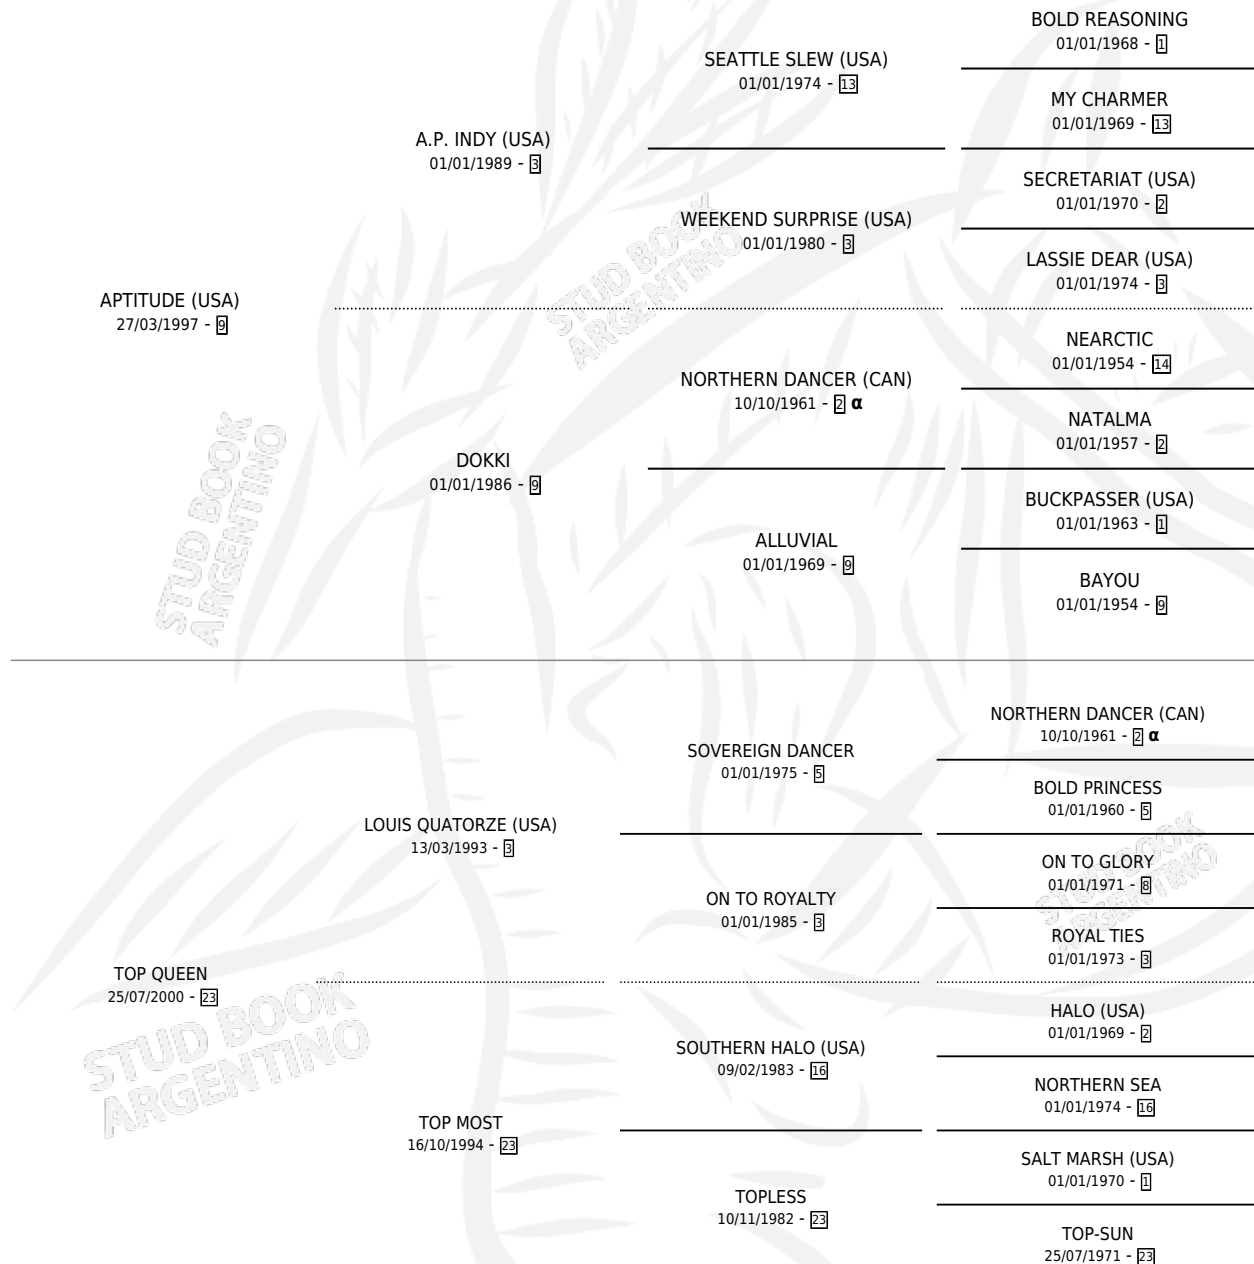 BOLD REASONING
01/01/1968 - 1
SEATTLE SLEW (USA)
01/01/1974 - 13
MY CHARMER
01/01/1969 - 13
A.P. INDY (USA)
01/01/1989 - 3
SECRETARIAT (USA)
01/01/1970 - 2
WEEKEND SURPRISE (USA)
01/01/1980 - 3
LASSIE DEAR (USA)
01/01/1974 - 3
STUD BOOK
ARGENTINO
APTITUDE (USA)
27/03/1997 - 9
NEARCTIC
01/01/1954 - 14
NORTHERN DANCER (CAN)
10/10/1961 - 2 α
NATALMA
01/01/1957 - 2
DOKKI
01/01/1986 - 9
BUCKPASSER (USA)
01/01/1963 - 1
ALLUVIAL
01/01/1969 - 9
BAYOU
01/01/1954 - 9
STUD BOOK
ARGENTINO
NORTHERN DANCER (CAN)
10/10/1961 - 2 α
SOVEREIGN DANCER
01/01/1975 - 5
BOLD PRINCESS
01/01/1960 - 5
LOUIS QUATORZE (USA)
13/03/1993 - 3
ON TO GLORY
01/01/1971 - 8
ON TO ROYALTY
01/01/1985 - 3
ROYAL TIES
01/01/1973 - 3
STUD BOOK
ARGENTINO
TOP QUEEN
25/07/2000 - 23
HALO (USA)
01/01/1969 - 2
SOUTHERN HALO (USA)
09/02/1983 - 16
NORTHERN SEA
01/01/1974 - 16
STUD BOOK
ARGENTINO
TOP MOST
16/10/1994 - 23
SALT MARSH (USA)
01/01/1970 - 1
TOPLESS
10/11/1982 - 23
TOP-SUN
25/07/1971 - 23